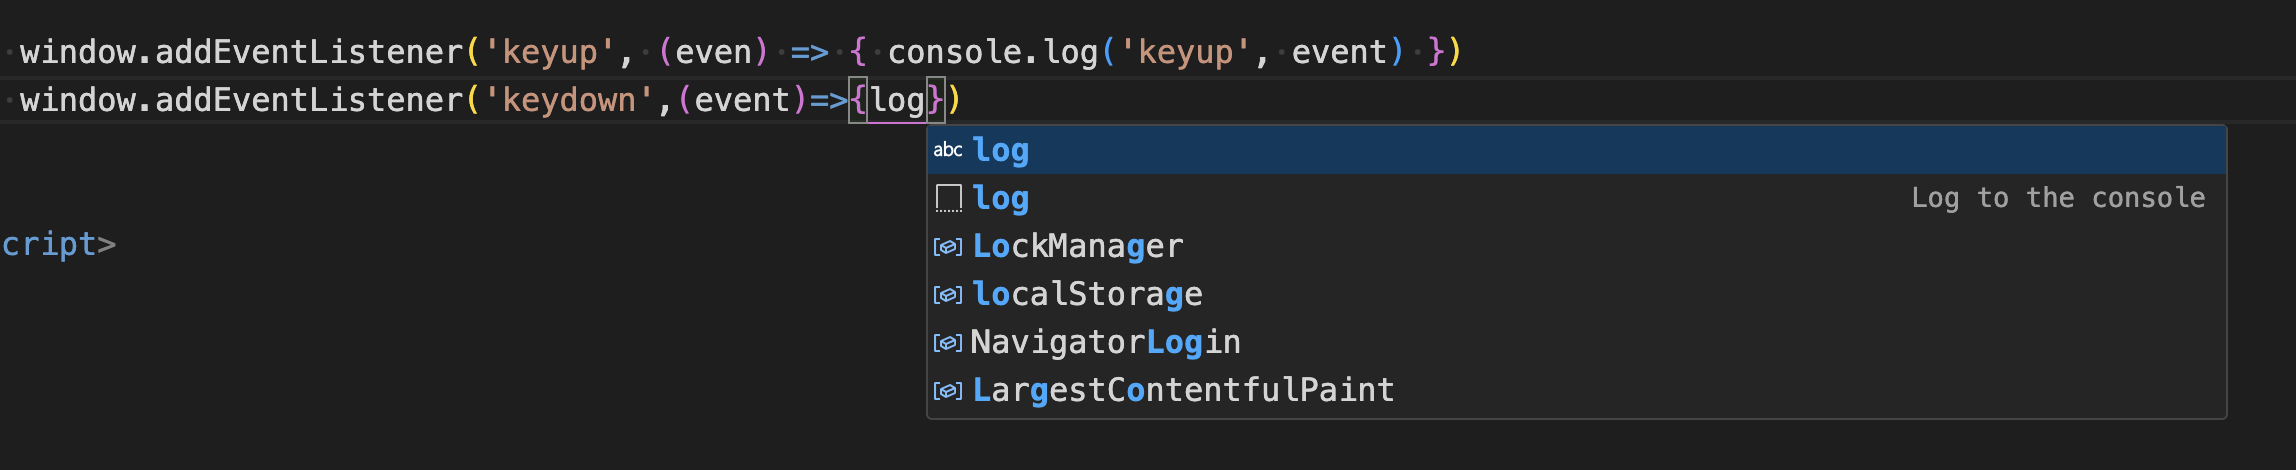 window.addEventListener('keyup', (even) => { console.log('keyup', event) })
window.addEventListener('keydown',(event)=>{log})
abc log
log Log to the console
cript>
LockManager
localStorage
NavigatorLogin
LargestContentfulPaint